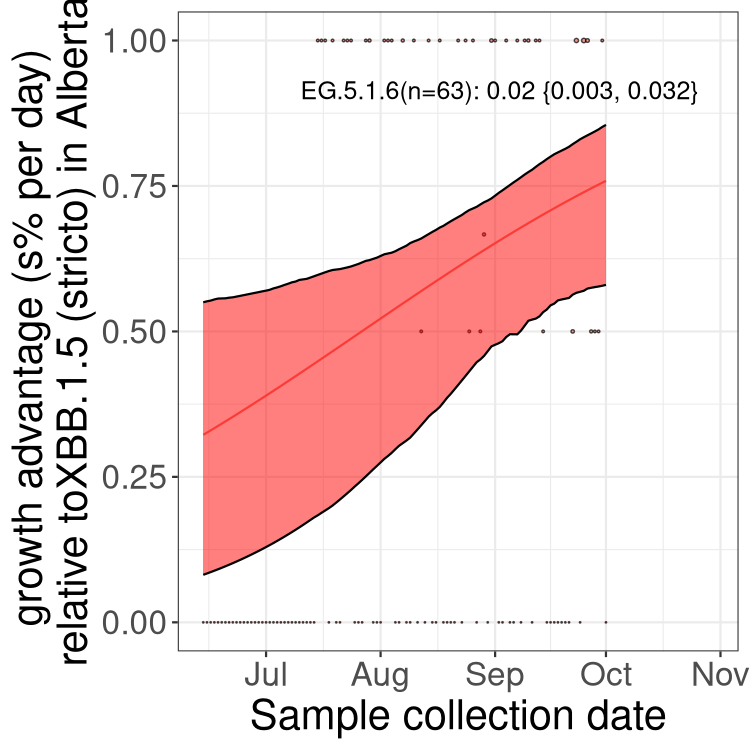 growth advantage (s% per day)
relative toXBB.1.5 (stricto) in Alberta
1.00
0.75
0.50
0.25
0.00
EG.5.1.6(n=63): 0.02 {0.003, 0.032}
Jul Aug Sep Oct Nov
Sample collection date